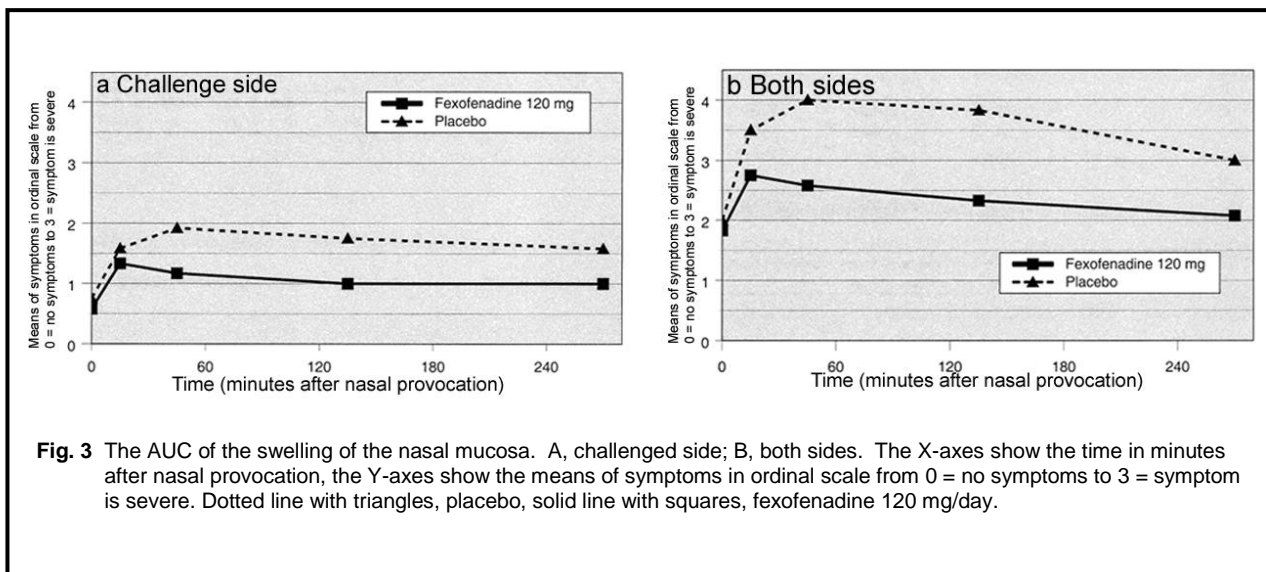 a Challenge side
Means of symptoms in ordinal scale from
0 = no symptoms to 3 = symptom is severe
4
3
2
1
0
Fexofenadine 120 mg
Placebo
0
60
120
180
240
Time (minutes after nasal provocation)
b Both sides
Means of symptoms in ordinal scale from
0 = no symptoms to 3 = symptom is severe
4
3
2
1
0
Fexofenadine 120 mg
Placebo
0
60
120
180
240
Time (minutes after nasal provocation)
Fig. 3 The AUC of the swelling of the nasal mucosa. A, challenged side; B, both sides. The X-axes show the time in minutes
after nasal provocation, the Y-axes show the means of symptoms in ordinal scale from 0 = no symptoms to 3 = symptom
is severe. Dotted line with triangles, placebo, solid line with squares, fexofenadine 120 mg/day.